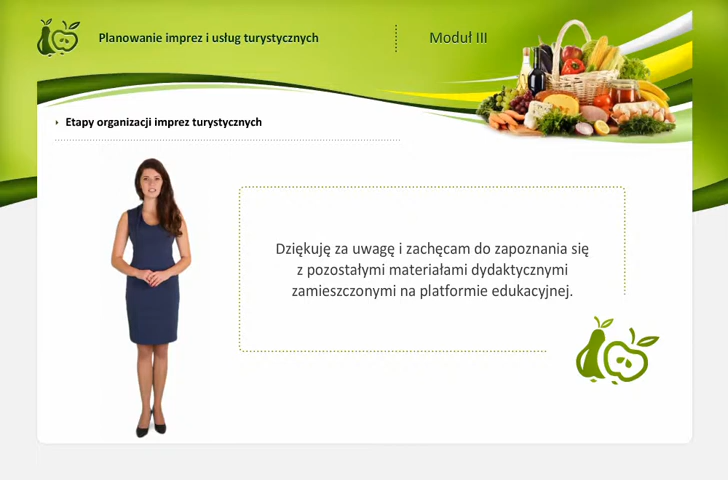 Planowanie imprez i usług turystycznych
Moduł III
Etapy organizacji imprez turystycznych
Dziękuję za uwagę i zachęcam do zapoznania się
z pozostałymi materiałami dydaktycznymi
zamieszczonymi na platformie edukacyjnej.